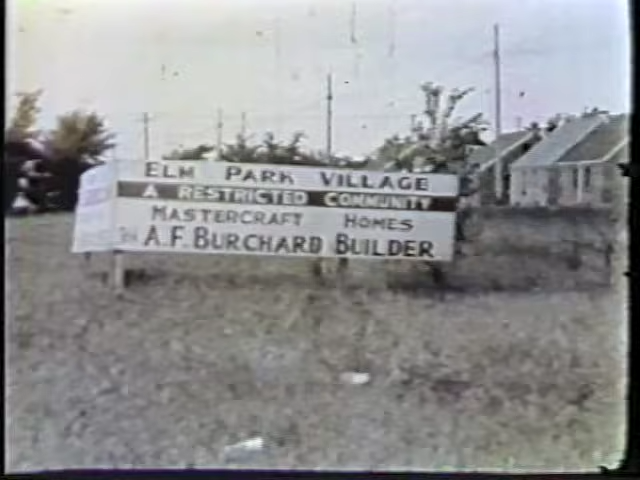 ELM PARK VILLAGE
A RESTRICTED COMMUNITY
MASTERCRAFT HOMES
A.F. BURCHARD BUILDER